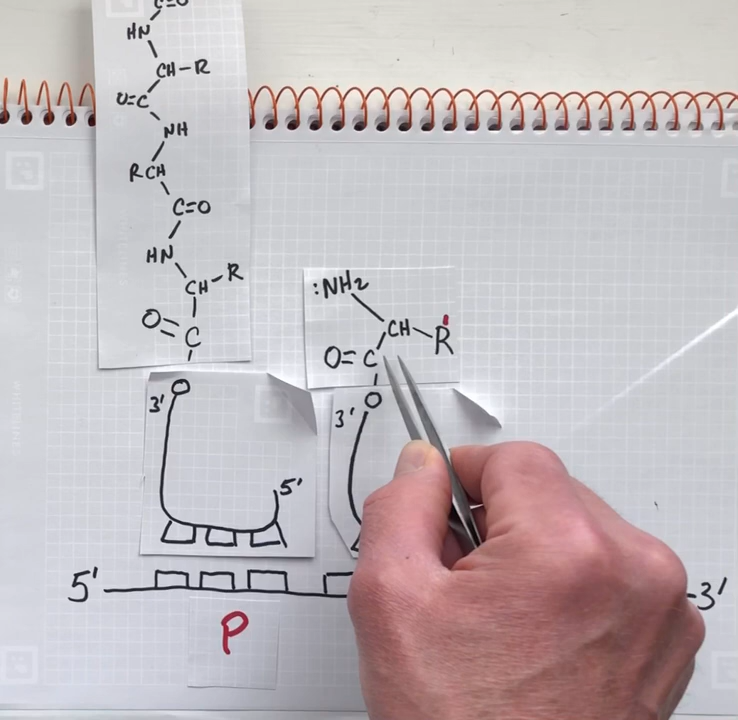 C=O
HN
CH-R
O=C
NH
RCH
C=O
HN
CH-R
O=C
:NH2
CH-R'
O=C
O
3'
O
3'
5'
5'
3'
P